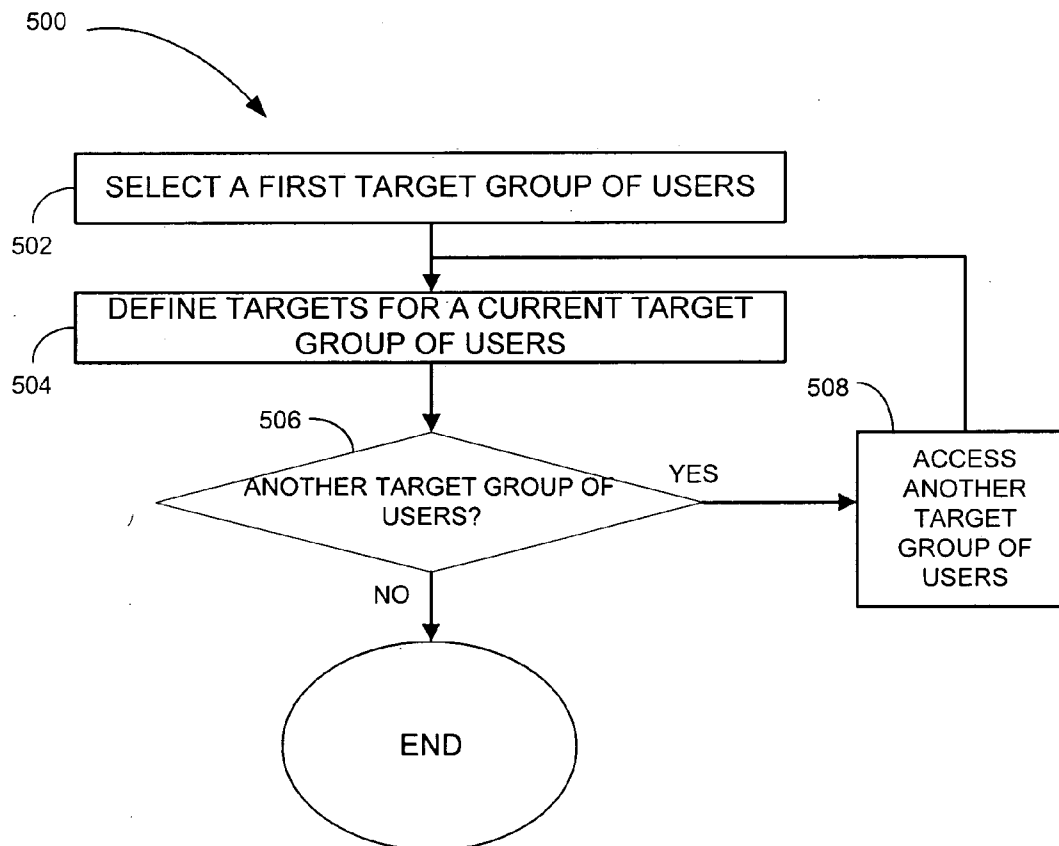 500
SELECT A FIRST TARGET GROUP OF USERS
502
DEFINE TARGETS FOR A CURRENT TARGET
GROUP OF USERS
504
506
ANOTHER TARGET GROUP OF
USERS?
YES
508
ACCESS
ANOTHER
TARGET
GROUP OF
USERS
NO
END